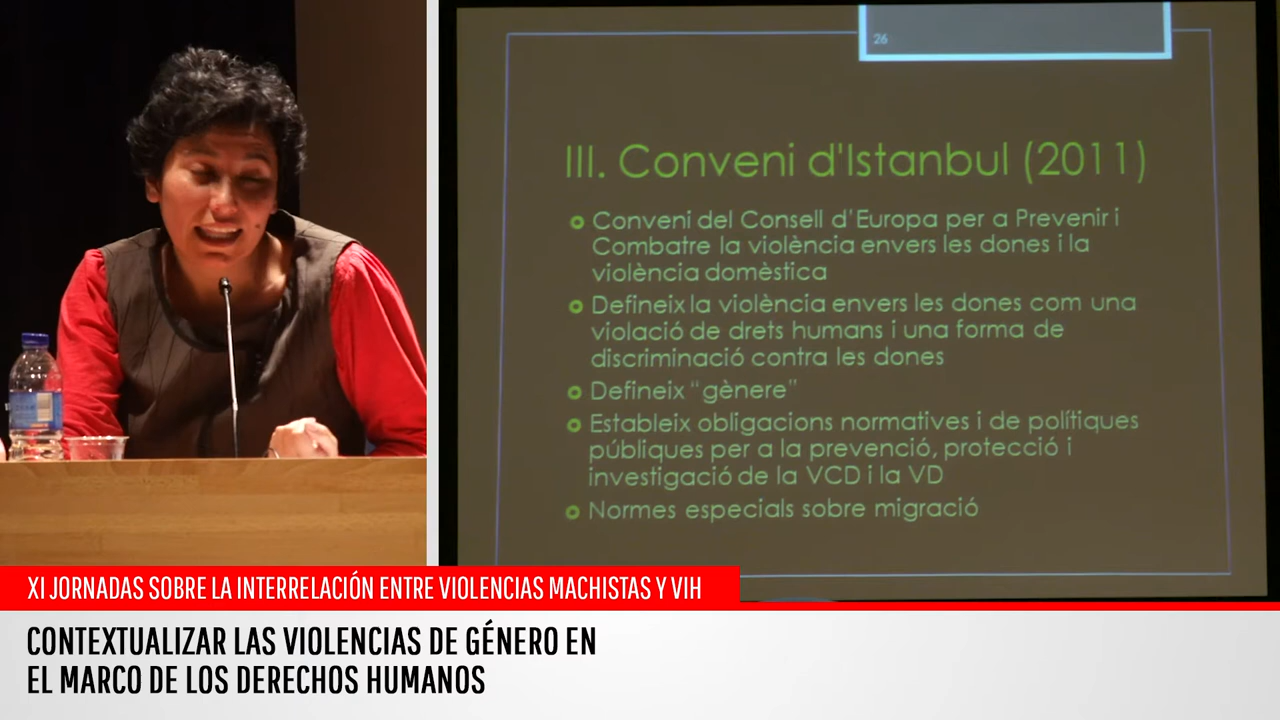 26
III. Conveni d'Istanbul (2011)
Conveni del Consell d'Europa per a Prevenir i
Combatre la violència envers les dones i la
violència domèstica
Defineix la violència envers les dones com una
violació de drets humans i una forma de
discriminació contra les dones
Defineix “gènere”
Estableix obligacions normatives i de polítiques
públiques per a la prevenció, protecció i
investigació de la VCD i la VD
Normes especials sobre migració
XI JORNADAS SOBRE LA INTERRELACIÓN ENTRE VIOLENCIAS MACHISTAS Y VIH
CONTEXTUALIZAR LAS VIOLENCIAS DE GÉNERO EN
EL MARCO DE LOS DERECHOS HUMANOS